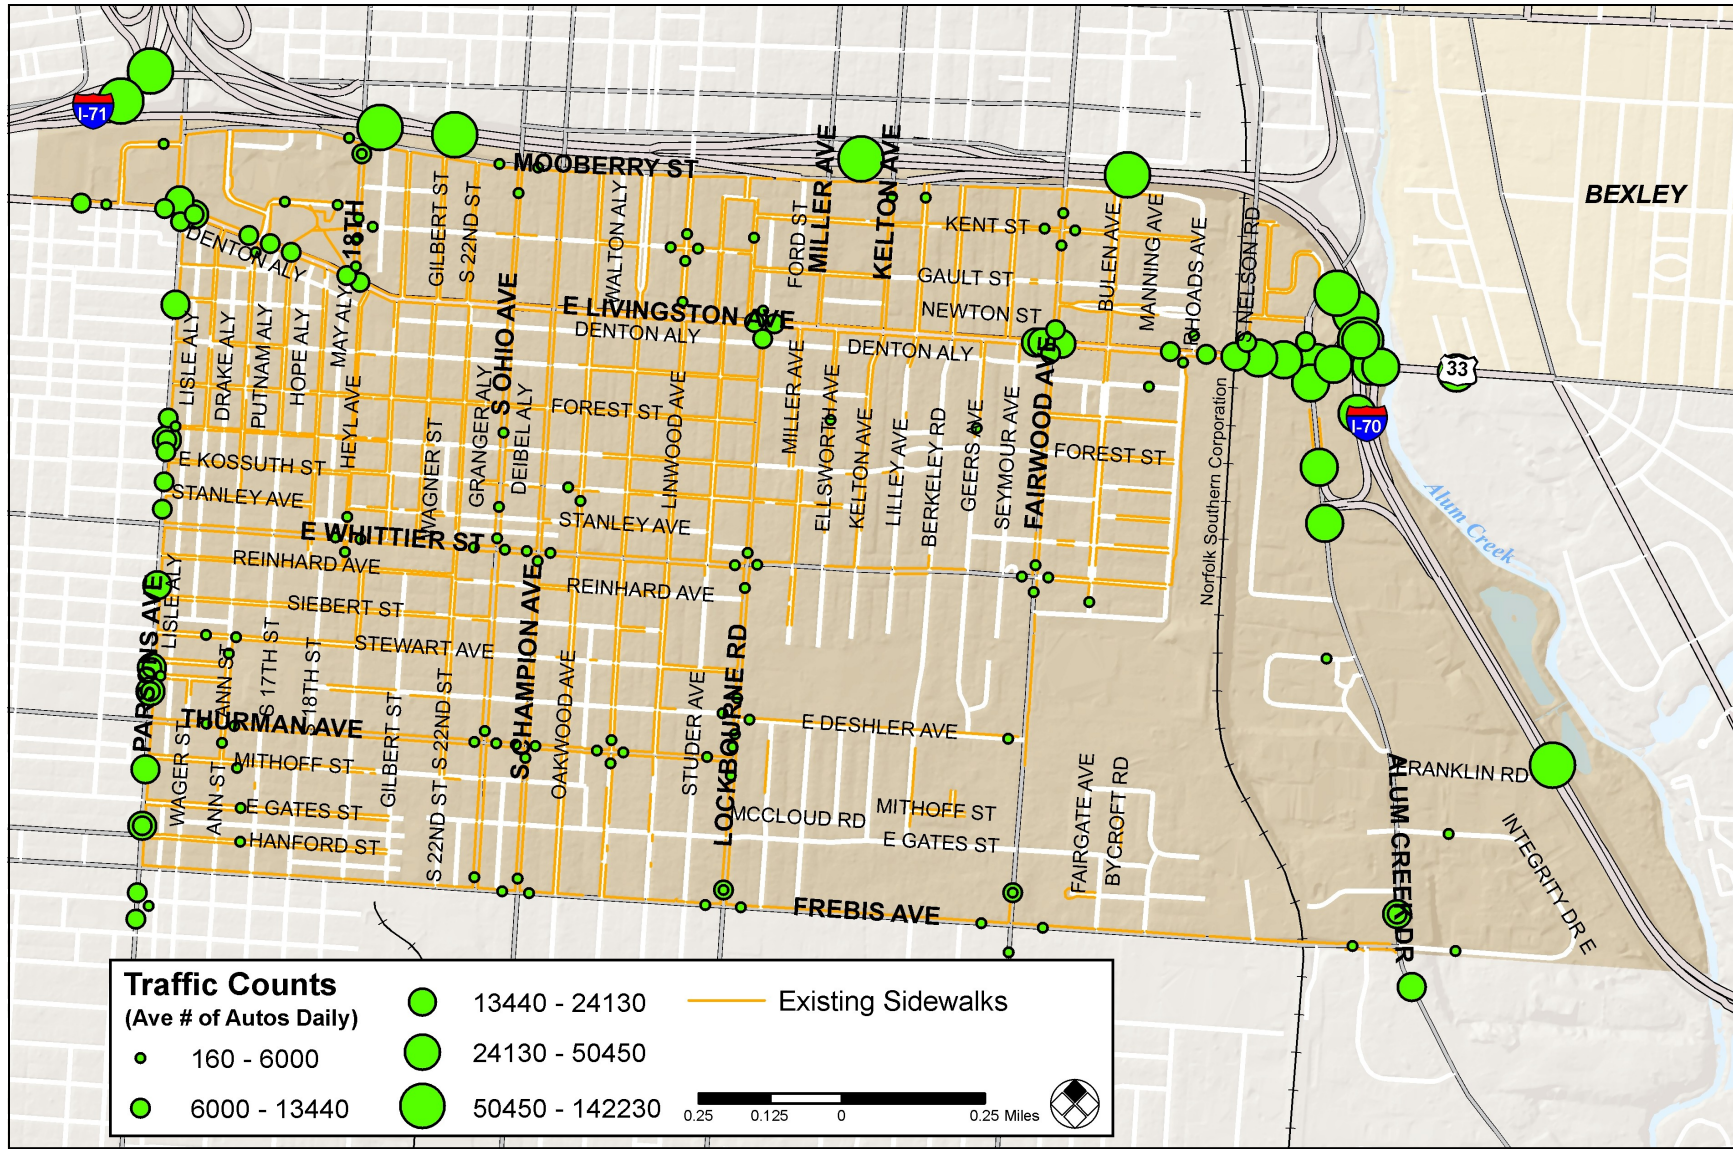 I-71
MOOBERRY ST
MILLER AVE
KELTON AVE
BEXLEY
18TH
GILBERT ST
S 22ND ST
WALTON ALY
FORD ST
KENT ST
BULEN AVE
MANNING AVE
RHOADS AVE
S NELSON RD
DENTON ALY
GAULT ST
NEWTON ST
E LIVINGSTON AVE
DENTON ALY
DENTON ALY
LISLE ALY
DRAKE ALY
PUTNAM ALY
HOPE ALY
MAY ALY
HEYL AVE
S OHIO AVE
GRANGER ALY
DEIBEL ALY
WAGNER ST
FOREST ST
LINWOOD AVE
MILLER AVE
ELLSWORTH AVE
KELTON AVE
LILLEY AVE
BERKELEY RD
GEERS AVE
SEYMOUR AVE
FAIRWOOD AVE
FOREST ST
33
I-70
Norfolk Southern Corporation
Alum Creek
E KOSSUTH ST
STANLEY AVE
STANLEY AVE
E WHITTIER ST
REINHARD AVE
REINHARD AVE
SIEBERT ST
STEWART AVE
PARSONS AVE
LISLE ALY
ANN ST
S 17TH ST
S 18TH ST
S CHAMPION AVE
OAKWOOD AVE
STUDER AVE
LOCKBOURNE RD
THURMAN AVE
E DESHLER AVE
WAGER ST
ANN ST
MITHOFF ST
GILBERT ST
S 22ND ST
S 22ND ST
E GATES ST
HANFORD ST
MCCLOUD RD
MITHOFF ST
E GATES ST
FAIRGATE AVE
BYCROFT RD
ALUM CREEK DR
FRANKLIN RD
INTEGRITY DR E
FREBIS AVE
Traffic Counts
(Ave # of Autos Daily)
160 - 6000
6000 - 13440
13440 - 24130
24130 - 50450
50450 - 142230
Existing Sidewalks
0.25 0.125 0 0.25 Miles